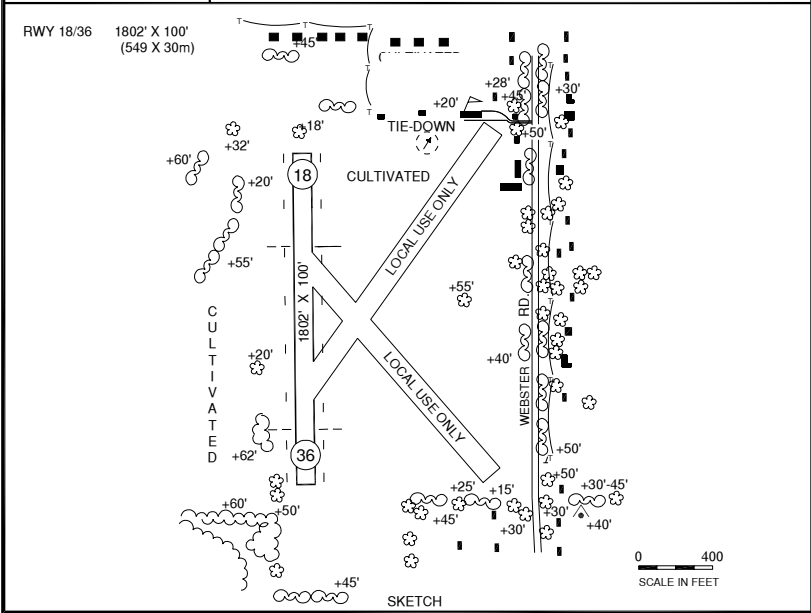 RWY 18/36 1802' X 100'
(549 X 30m)
T T
+45'
T
T
+28'
+45'
+30'
+20'
+50'
TIE-DOWN
+18'
+32'
+60'
+20'
18
CULTIVATED
LOCAL USE ONLY
+55'
1802' X 100'
+55'
CULTIVATED
WEBSTER RD.
+40'
+20'
LOCAL USE ONLY
+62'
36
+50'
+50'
+25'
+15'
+30'-45'
+60'
+50'
+45'
+30'
+30'
+40'
+45'
0 400
SCALE IN FEET
SKETCH